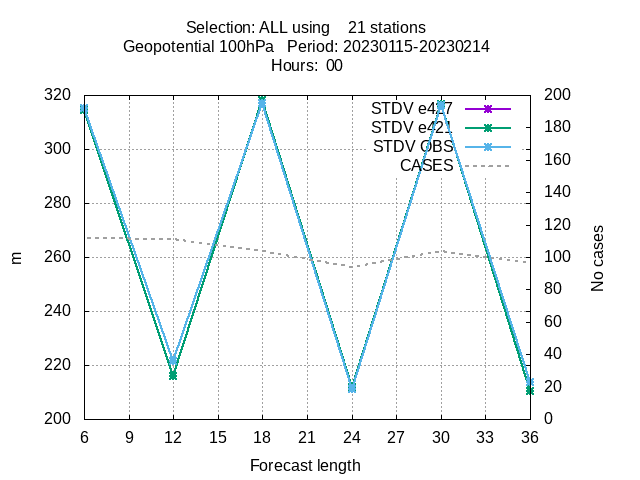 Selection: ALL using 21 stations
Geopotential 100hPa Period: 20230115-20230214
Hours: 00
STDV e427
STDV e421
STDV OBS
CASES
320
300
280
260
240
220
200
200
180
160
140
120
100
80
60
40
20
0
m
No cases
6 9 12 15 18 21 24 27 30 33 36
Forecast length